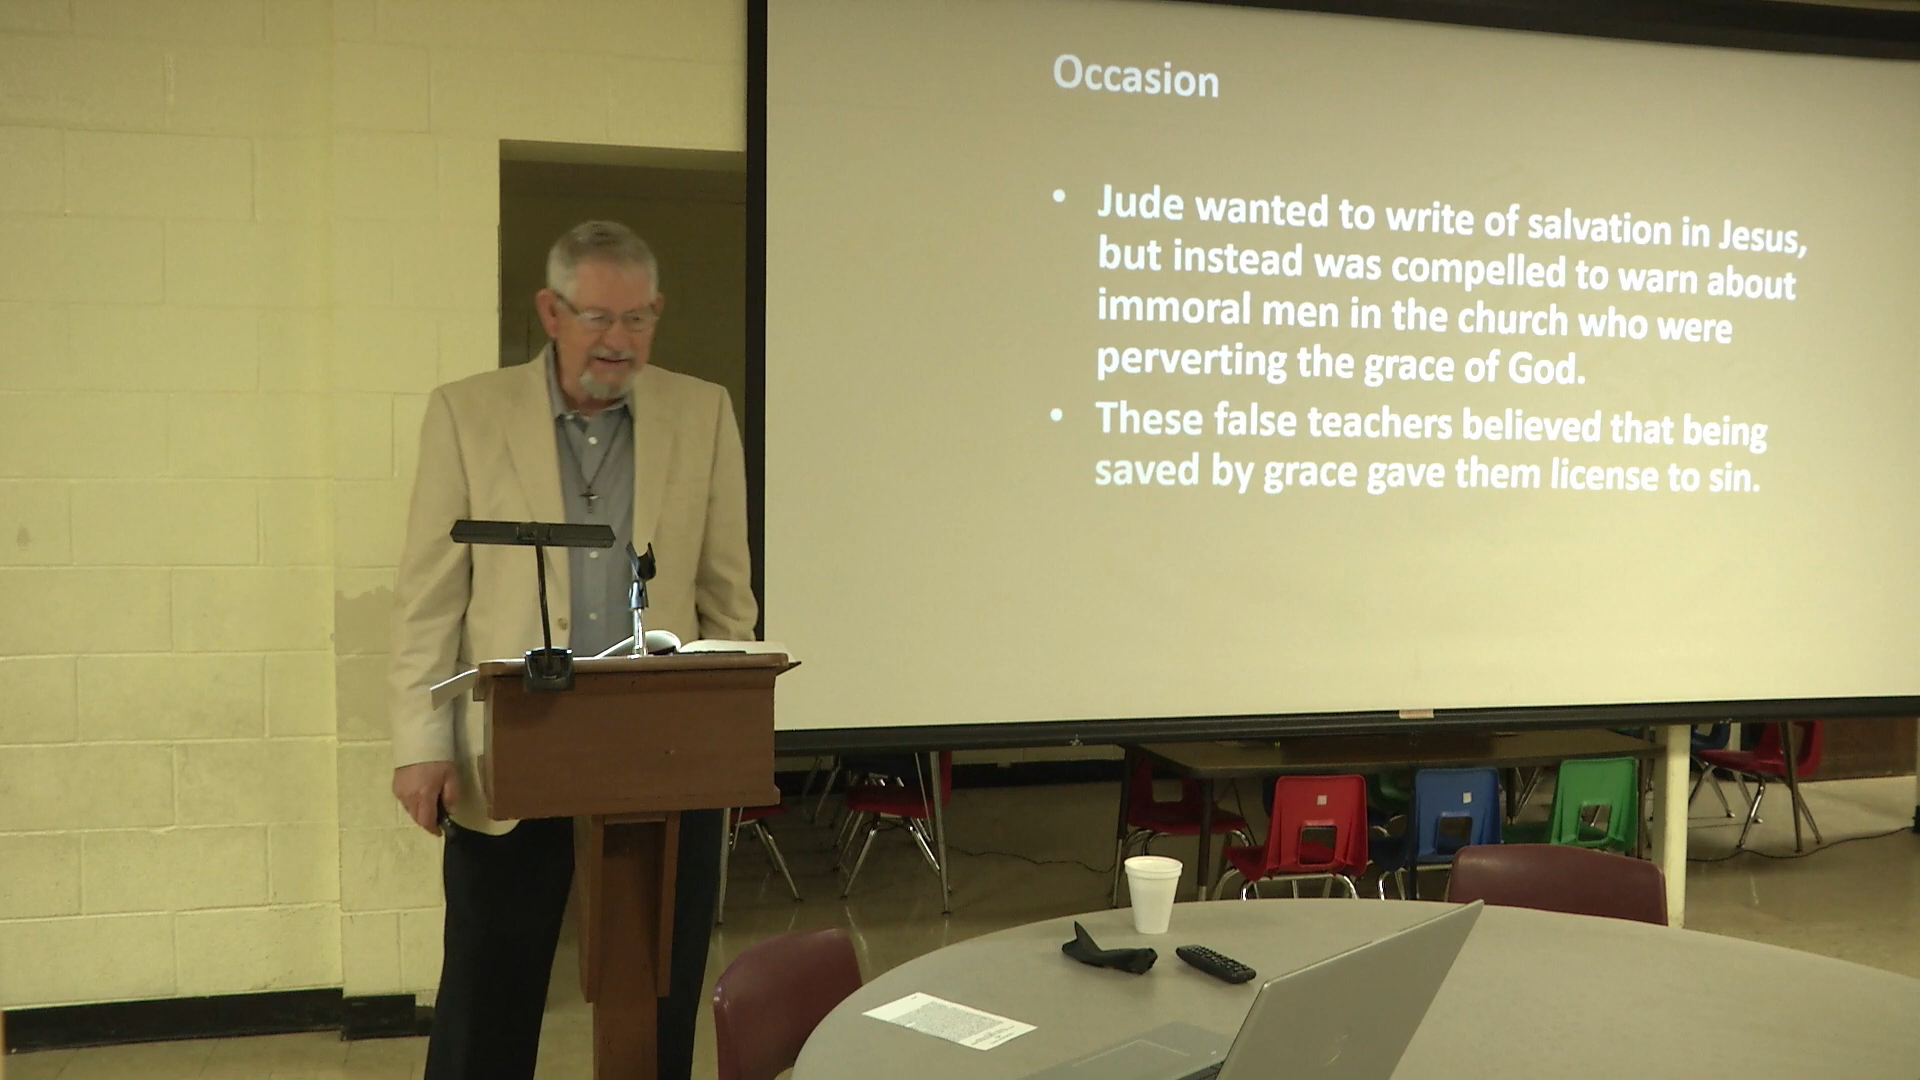 Occasion
• Jude wanted to write of salvation in Jesus,
but instead was compelled to warn about
immoral men in the church who were
perverting the grace of God.
• These false teachers believed that being
saved by grace gave them license to sin.